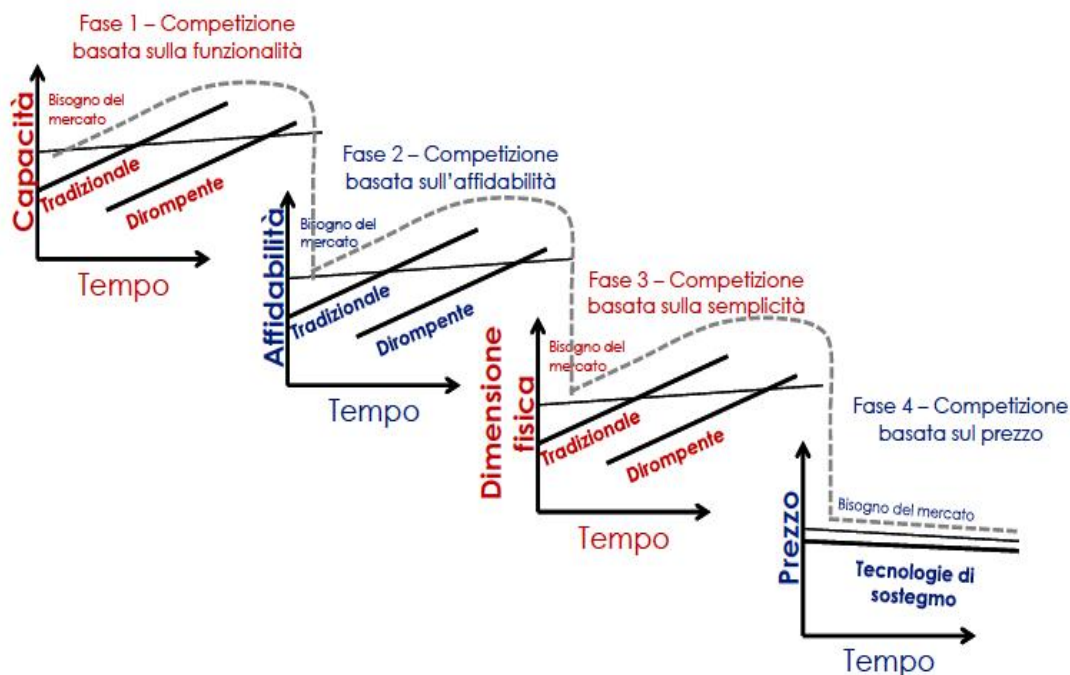 Fase 1 – Competizione
basata sulla funzionalità
Capacità
Bisogno del
mercato
Tradizionale
Dirompente
Tempo
Fase 2 – Competizione
basata sull'affidabilità
Affidabilità
Bisogno del
mercato
Tradizionale
Dirompente
Tempo
Fase 3 – Competizione
basata sulla semplicità
Dimensione
fisica
Bisogno del
mercato
Tradizionale
Dirompente
Tempo
Fase 4 – Competizione
basata sul prezzo
Prezzo
Bisogno del mercato
Tecnologie di
sostegmo
Tempo